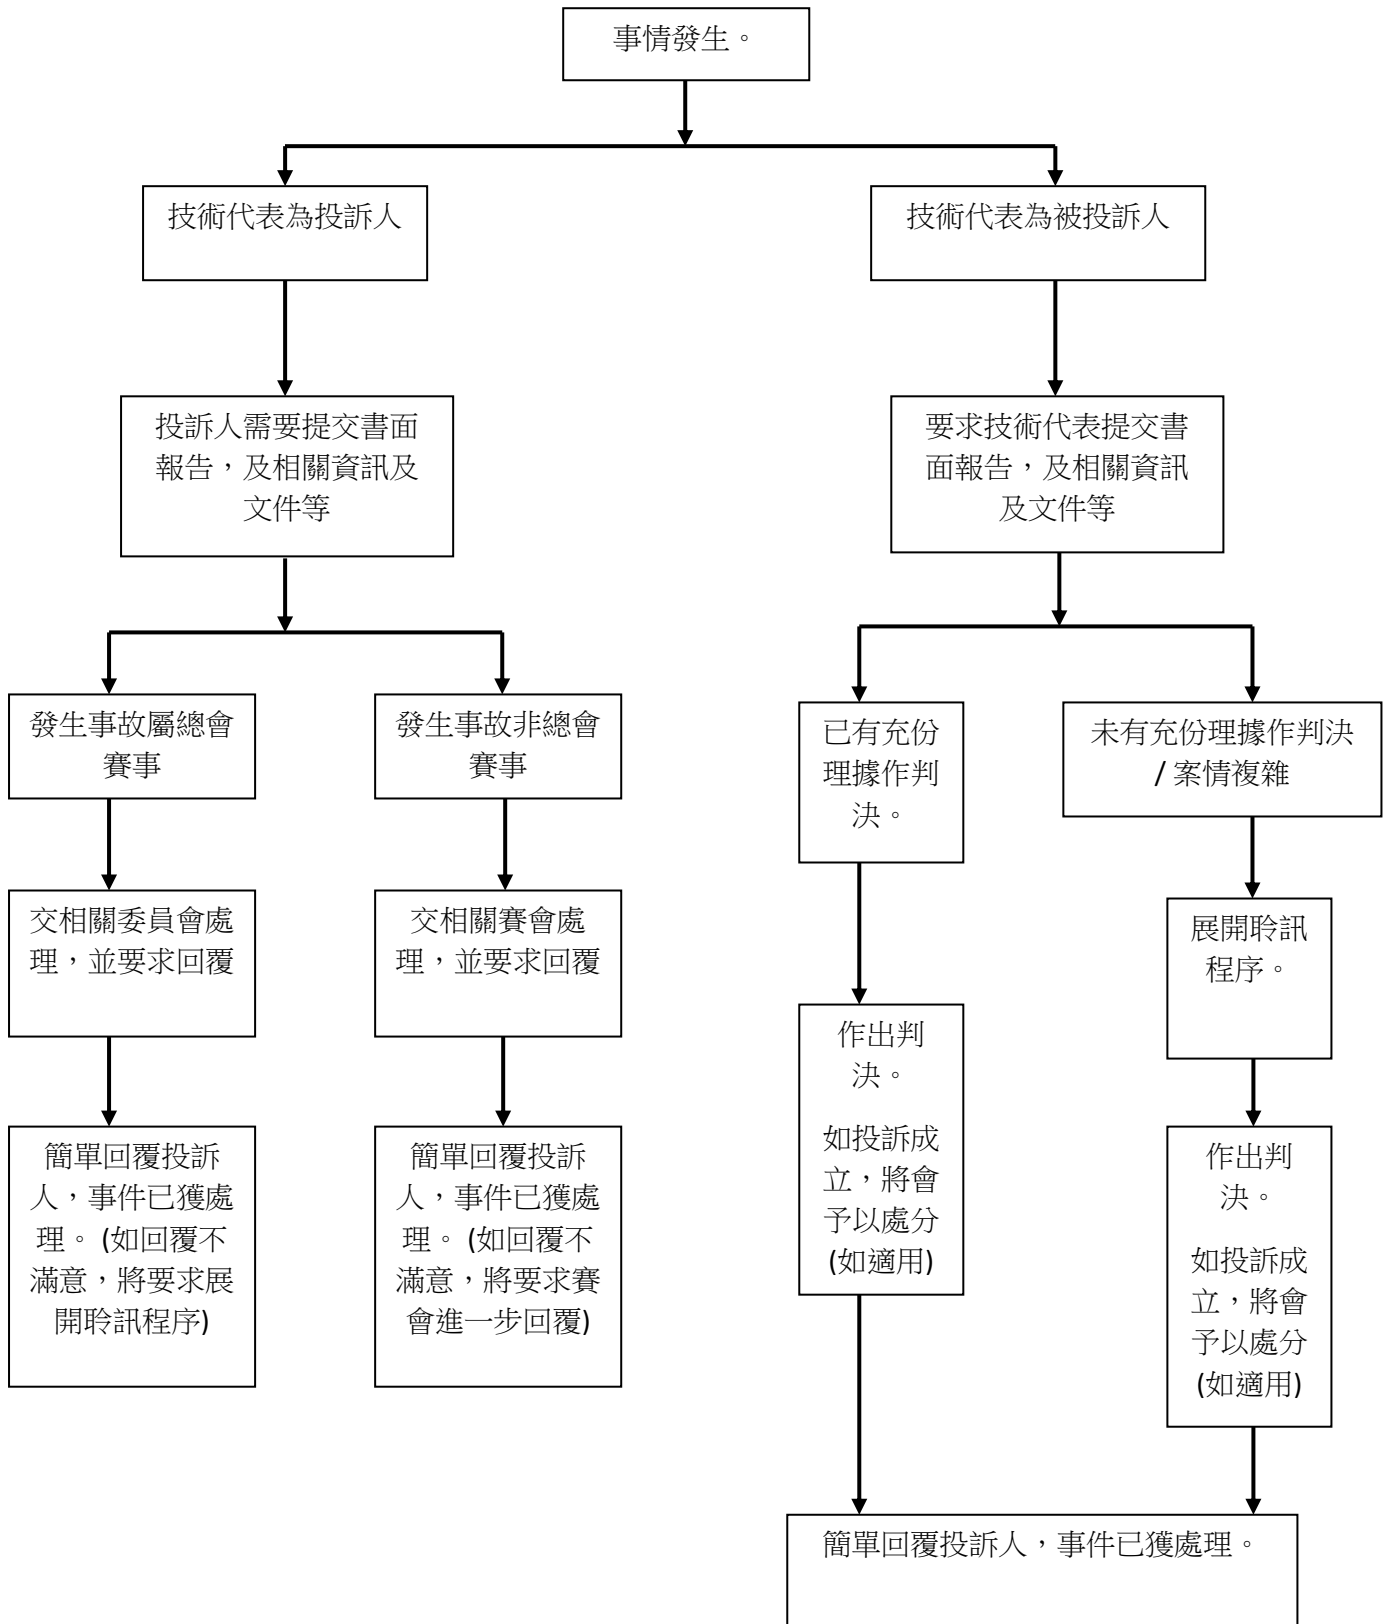 事情發生。
技術代表為投訴人
技術代表為被投訴人
投訴人需要提交書面
報告，及相關資訊及
文件等
要求技術代表提交書
面報告，及相關資訊
及文件等
發生事故屬總會
賽事
發生事故非總會
賽事
已有充份
理據作判
決。
未有充份理據作判決
/ 案情複雜
交相關委員會處
理，並要求回覆
交相關賽會處
理，並要求回覆
展開聆訊
程序。
作出判
決。
如投訴成
立，將會
予以處分
(如適用)
簡單回覆投訴
人，事件已獲處
理。 (如回覆不
滿意，將要求展
開聆訊程序)
簡單回覆投訴
人，事件已獲處
理。 (如回覆不
滿意，將要求賽
會進一步回覆)
作出判
決。
如投訴成
立，將會
予以處分
(如適用)
簡單回覆投訴人，事件已獲處理。